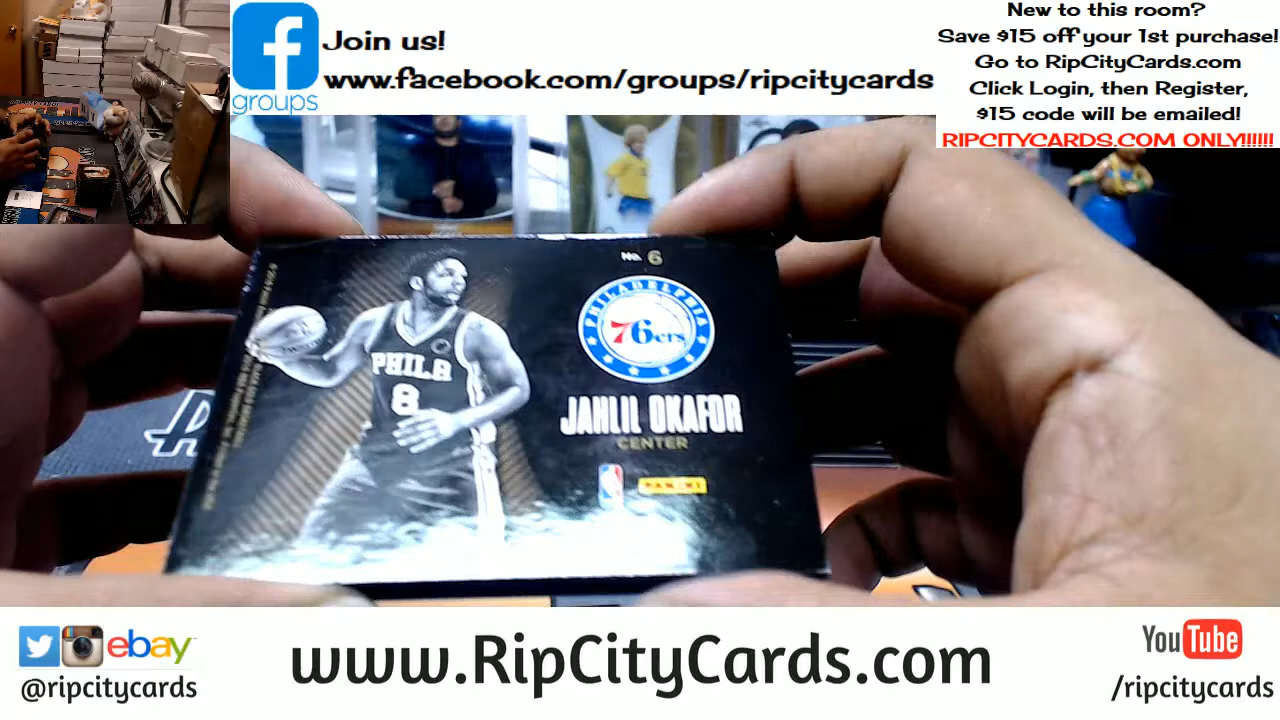 Join us!
www.facebook.com/groups/ripcitycards
groups
New to this room?
Save $15 off your 1st purchase!
Go to RipCityCards.com
Click Login, then Register,
$15 code will be emailed!
RIPCITYCARDS.COM ONLY!!!!!!
No. 6
PHILADELPHIA
76ers
PHILA
8
JAHLIL OKAFOR
CENTER
PANINI
ebay
@ripcitycards
www.RipCityCards.com
YouTube
/ripcitycards